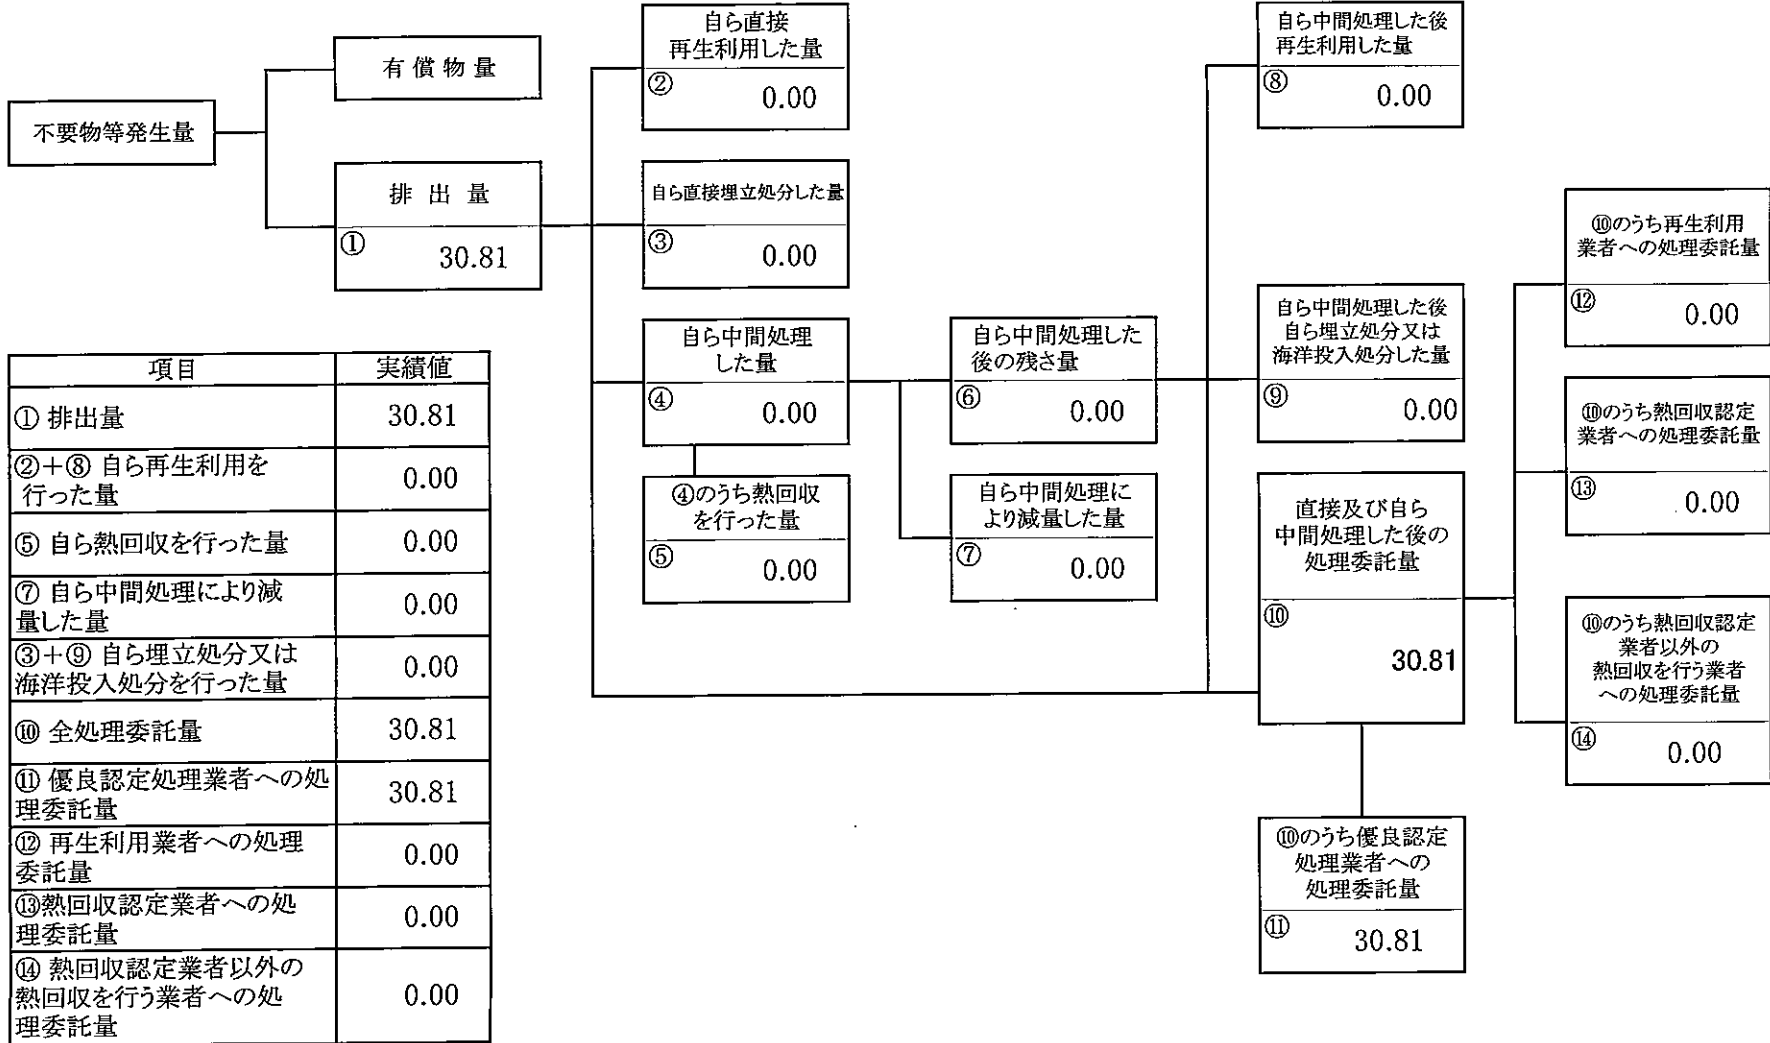 不要物等発生量
有償物量
排出量
①
30.81
自ら直接
再生利用した量
②
0.00
自ら直接埋立処分した量
③
0.00
自ら中間処理
した量
④
0.00
④のうち熱回収
を行った量
⑤
0.00
自ら中間処理した
後の残さ量
⑥
0.00
自ら中間処理に
より減量した量
⑦
0.00
自ら中間処理した後
再生利用した量
⑧
0.00
自ら中間処理した後
自ら埋立処分又は
海洋投入処分した量
⑨
0.00
直接及び自ら
中間処理した後の
処理委託量
⑩
30.81
⑩のうち優良認定
処理業者への
処理委託量
⑪
30.81
⑩のうち再生利用
業者への処理委託量
⑫
0.00
⑩のうち熱回収認定
業者への処理委託量
⑬
0.00
⑩のうち熱回収認定
業者以外の
熱回収を行う業者
への処理委託量
⑭
0.00
項目 実績値
① 排出量 30.81
②+⑧ 自ら再生利用を
行った量 0.00
⑤ 自ら熱回収を行った量 0.00
⑦ 自ら中間処理により減
量した量 0.00
③+⑨ 自ら埋立処分又は
海洋投入処分を行った量 0.00
⑩ 全処理委託量 30.81
⑪ 優良認定処理業者への処
理委託量 30.81
⑫ 再生利用業者への処理
委託量 0.00
⑬熱回収認定業者への処
理委託量 0.00
⑭ 熱回収認定業者以外の
熱回収を行う業者への処
理委託量 0.00